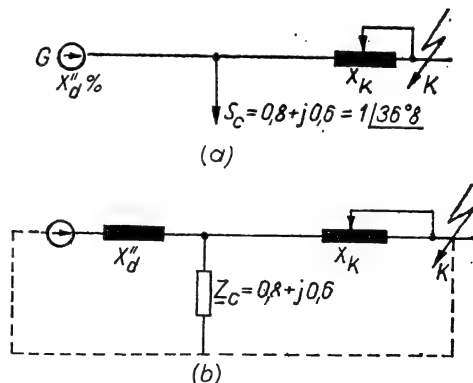 G
X"d %
XK
K
SC = 0,8 + j0,6 = 1 |36°8
(a)
X"d
XK
K
ZC = 0,8 + j0,6
(b)